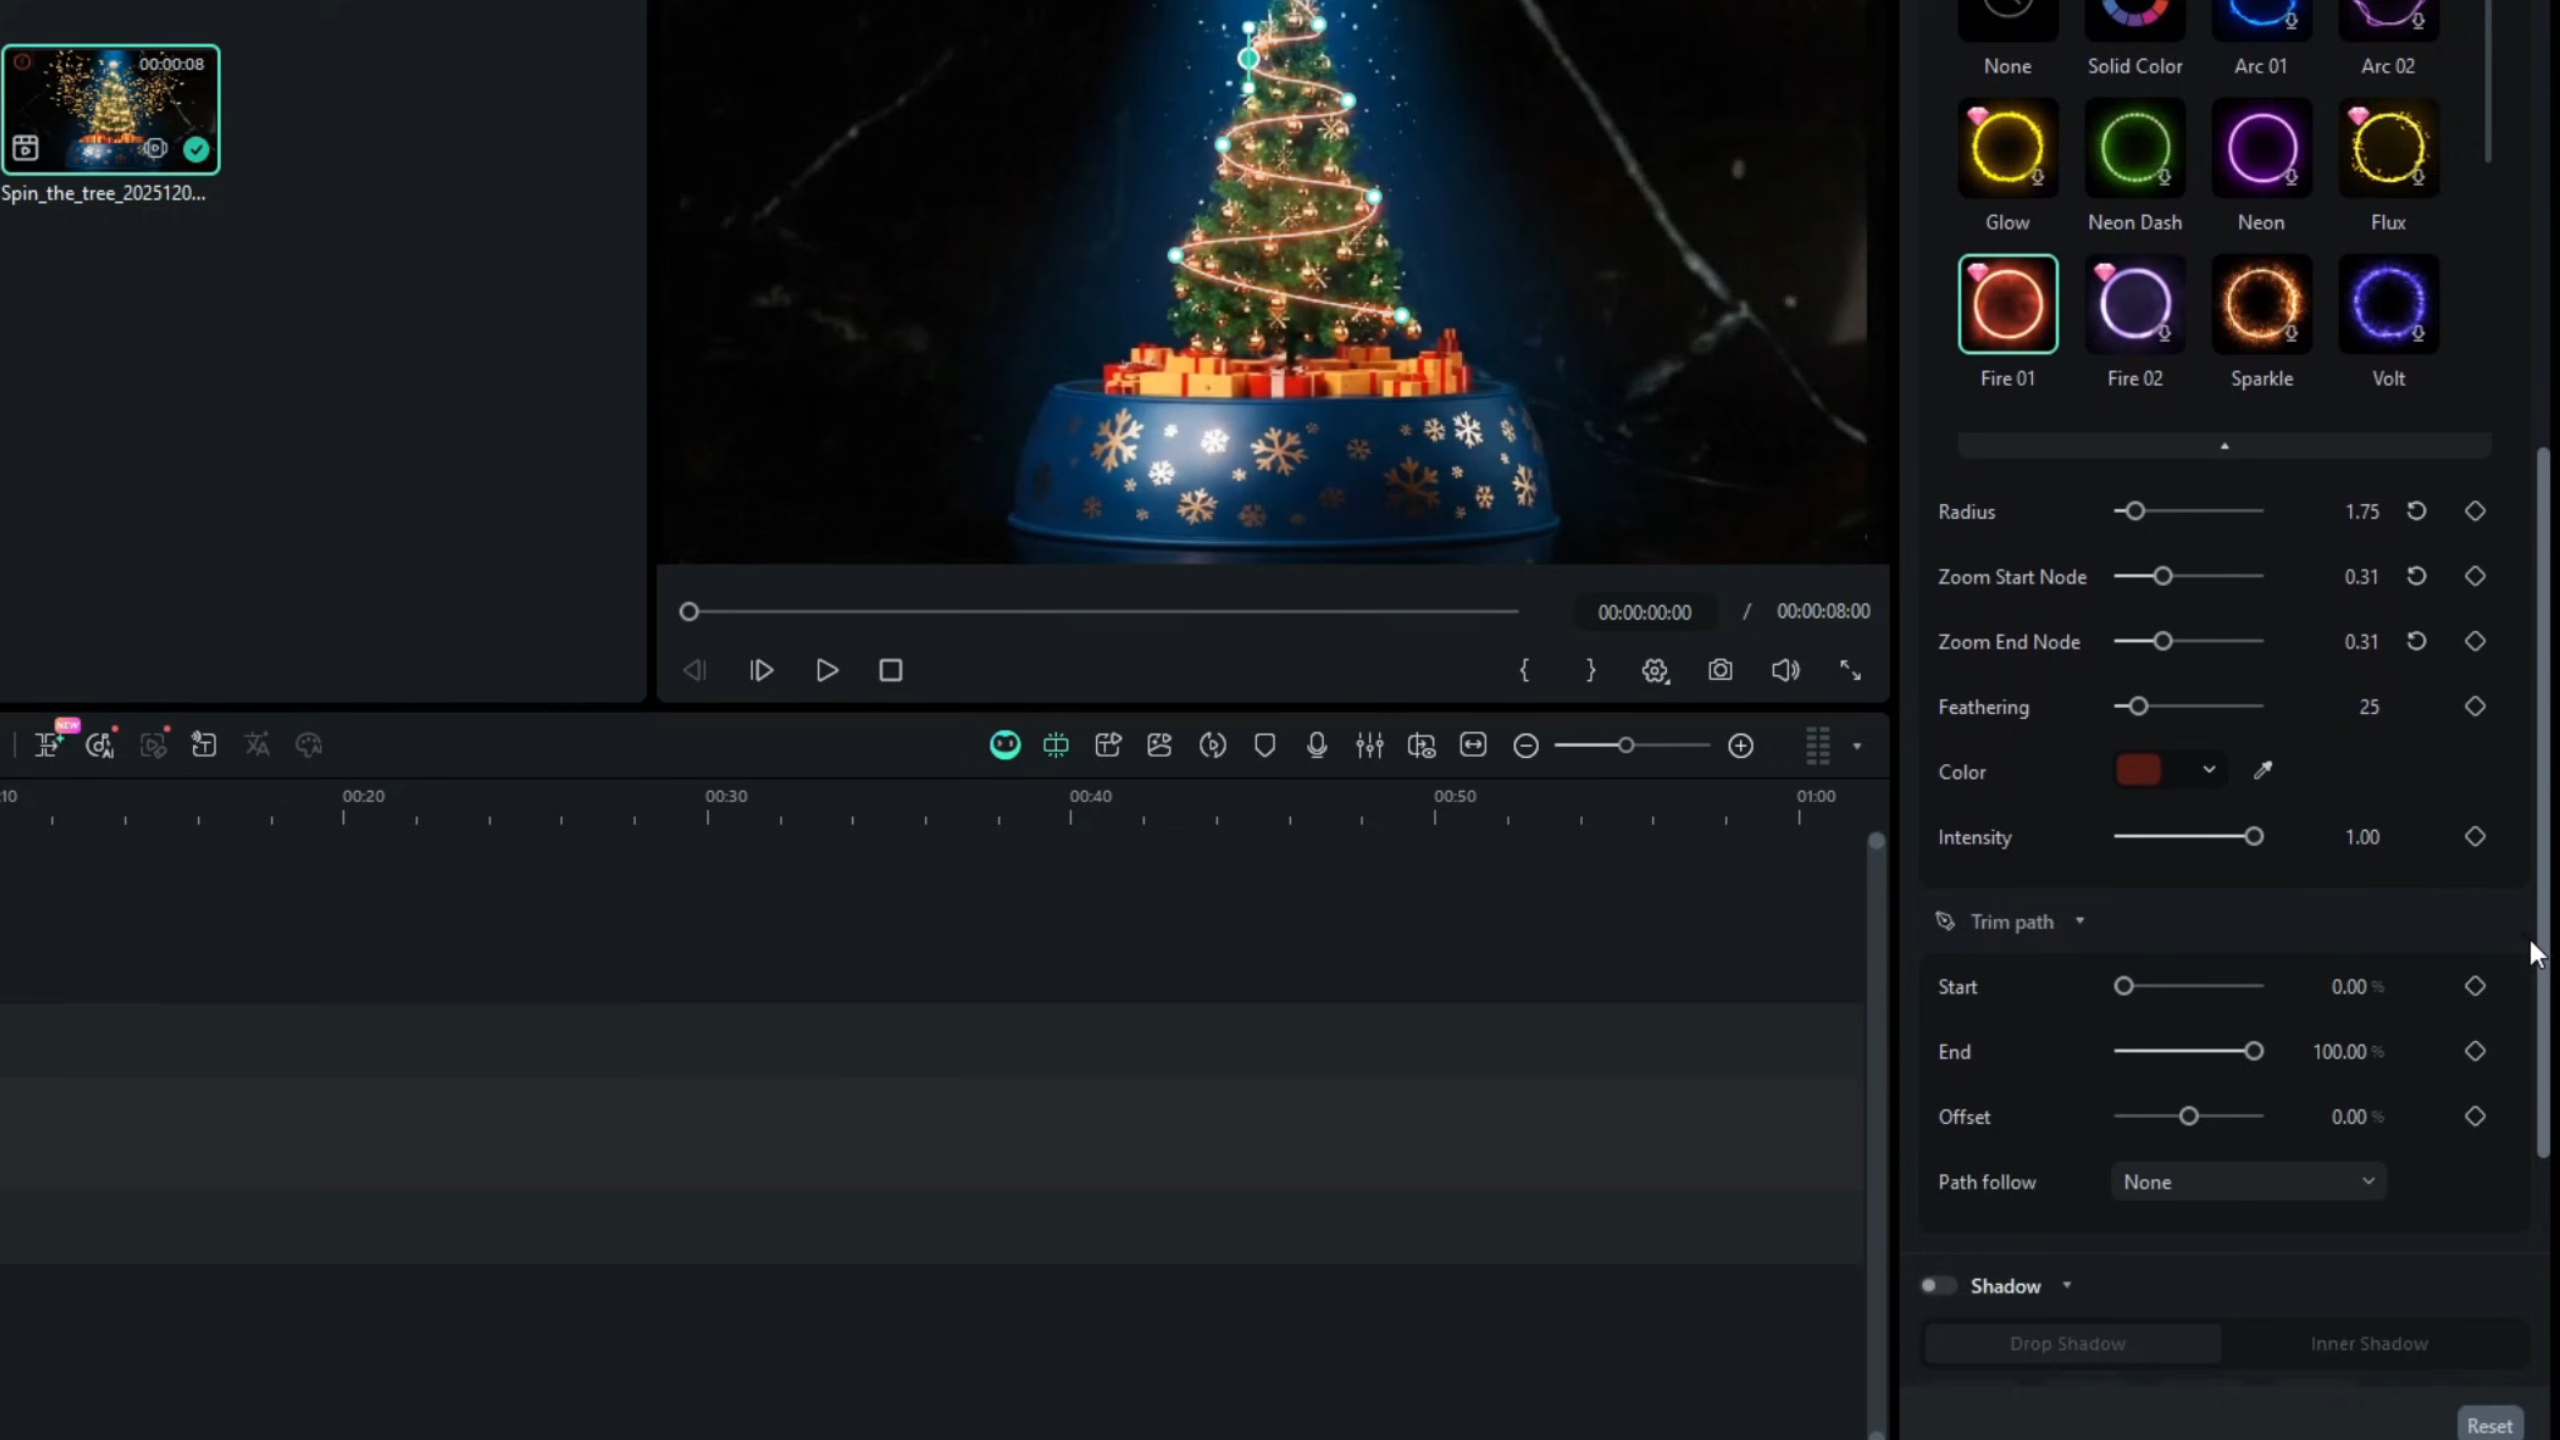 00:00:08
Spin_the_tree_2025120...
None
Solid Color
Arc 01
Arc 02
Glow
Neon Dash
Neon
Flux
Fire 01
Fire 02
Sparkle
Volt
Radius
1.75
Zoom Start Node
0.31
Zoom End Node
0.31
Feathering
25
Color
Intensity
1.00
Trim path
Start
0.00 %
End
100.00 %
Offset
0.00 %
Path follow
None
Shadow
Drop Shadow
Inner Shadow
Reset
00:00:00:00 / 00:00:08:00
NEW
AI
:10
00:20
00:30
00:40
00:50
01:00